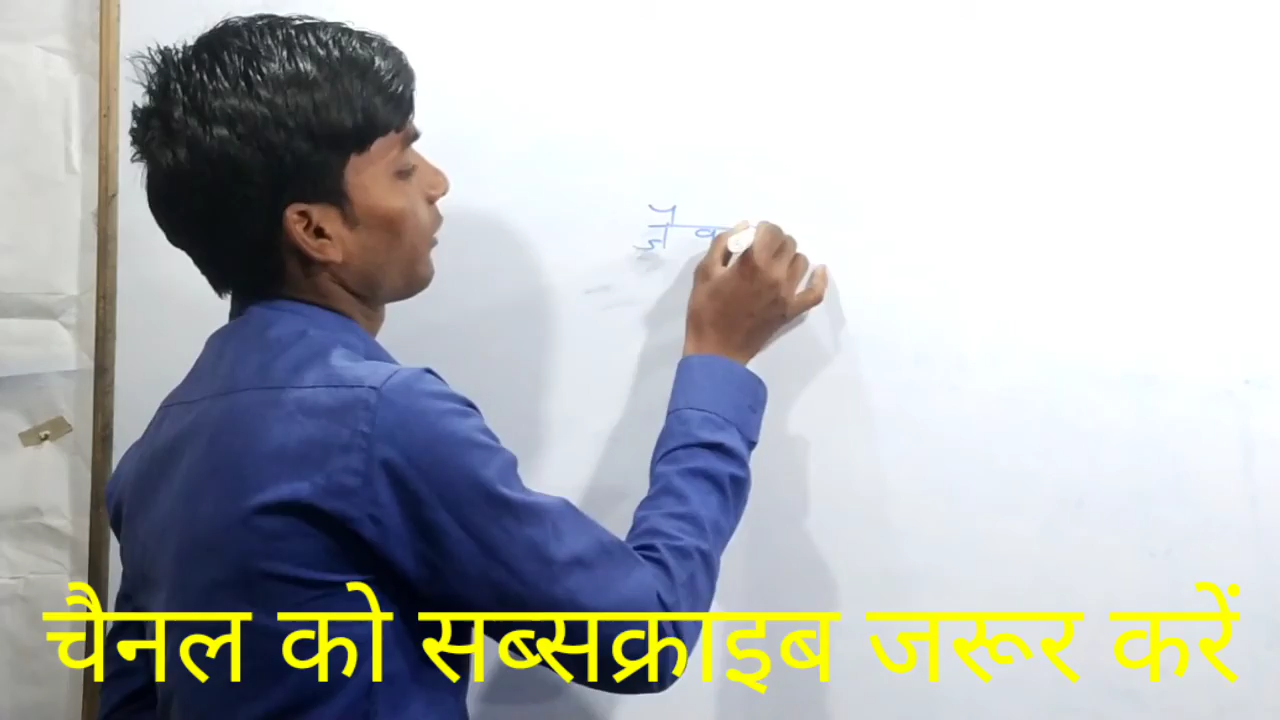 चैनल को सब्सक्राइब जरूर करें